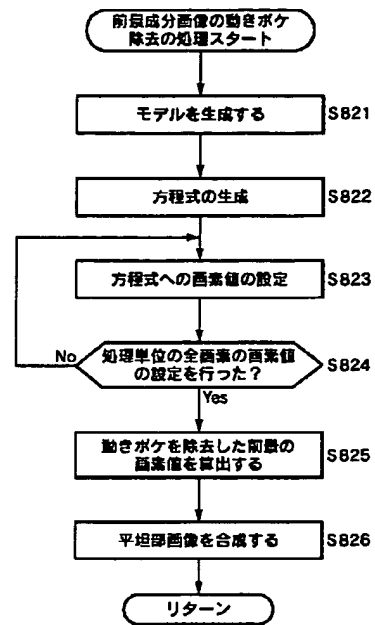 前景成分画像の動きボケ
除去の処理スタート
モデルを生成する
S821
方程式の生成
S822
方程式への画素値の設定
S823
処理単位の全画素の画素値
の設定を行った？
S824
No
Yes
動きボケを除去した前景の
画素値を算出する
S825
平坦部画像を合成する
S826
リターン